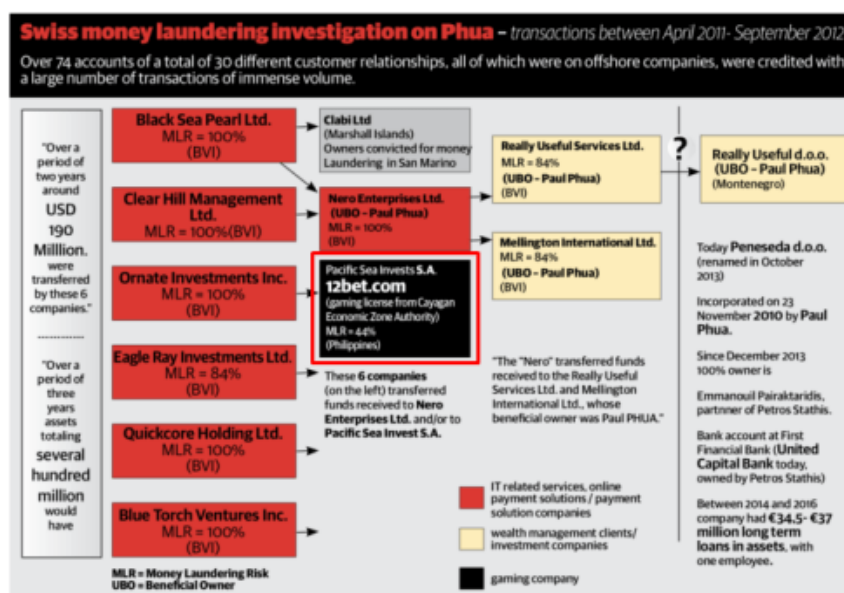 Swiss money laundering investigation on Phua – transactions between April 2011- September 2012
Over 74 accounts of a total of 30 different customer relationships, all of which were on offshore companies, were credited with
a large number of transactions of immense volume.
"Over a
period of
two years
around
USD
190
Milllion.
were
transferred
by these 6
companies."
"Over a
period of
three
years
assets
totaling
several
hundred
million
would
have
Black Sea Pearl Ltd.
MLR = 100%
(BVI)
Clear Hill Management
Ltd.
MLR = 100%(BVI)
Ornate Investments Inc.
MLR = 100%
(BVI)
Eagle Ray Investments Ltd.
MLR = 84%
(BVI)
Quickcore Holding Ltd.
MLR = 100%
(BVI)
Blue Torch Ventures Inc.
MLR = 100%
(BVI)
MLR = Money Laundering Risk
UBO = Beneficial Owner
Clabi Ltd
(Marshall Islands)
Owners convicted for money
Laundering in San Marino
Nero Enterprises Ltd.
(UBO - Paul Phua)
MLR = 100%
(BVI)
Pacific Sea Invests S.A.
12bet.com
(gaming license from Cayagan
Economic Zone Authority)
MLR = 44%
(Philippines)
These 6 companies
(on the left) transferred
funds received to Nero
Enterprises Ltd. and/or to
Pacific Sea Invest S.A.
Really Useful Services Ltd.
MLR = 84%
(UBO - Paul Phua)
(BVI)
Mellington International Ltd.
MLR = 84%
(UBO - Paul Phua)
(BVI)
"The "Nero" transferred funds
received to the Really Useful
Services Ltd. and Mellington
International Ltd., whose
beneficial owner was Paul PHUA."
IT related services, online
payment solutions / payment
solution companies
wealth management clients/
investment companies
gaming company
?
Really Useful d.o.o.
(UBO - Paul Phua)
(Montenegro)
Today Peneseda d.o.o.
(renamed in October
2013)
Incorporated on 23
November 2010 by Paul
Phua.
Since December 2013
100% owner is
Emmanouil Pairaktaridis,
partnner of Petros Stathis.
Bank account at First
Financial Bank (United
Capital Bank today,
owned by Petros Stathis)
Between 2014 and 2016
company had €34.5- €37
million long term
loans in assets, with
one employee.